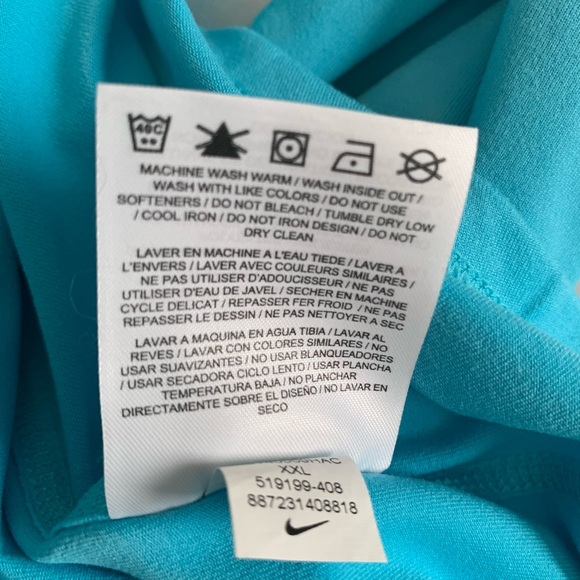 40C
MACHINE WASH WARM / WASH INSIDE OUT /
WASH WITH LIKE COLORS / DO NOT USE
SOFTENERS / DO NOT BLEACH / TUMBLE DRY LOW
/ COOL IRON / DO NOT IRON DESIGN / DO NOT
DRY CLEAN
LAVER EN MACHINE A L'EAU TIEDE / LAVER A
L'ENVERS / LAVER AVEC COULEURS SIMILAIRES /
NE PAS UTILISER D'ADOUCISSEUR / NE PAS
UTILISER D'EAU DE JAVEL / SECHER EN MACHINE
CYCLE DELICAT / REPASSER FER FROID / NE PAS
REPASSER LE DESSIN / NE PAS NETTOYER A SEC
LAVAR A MAQUINA EN AGUA TIBIA / LAVAR AL
REVES / LAVAR CON COLORES SIMILARES / NO
USAR SUAVIZANTES / NO USAR BLANQUEADORES
/ USAR SECADORA CICLO LENTO / USAR PLANCHA
TEMPERATURA BAJA / NO PLANCHAR
DIRECTAMENTE SOBRE EL DISEÑO / NO LAVAR EN
SECO
XXL
519199-408
887231408818